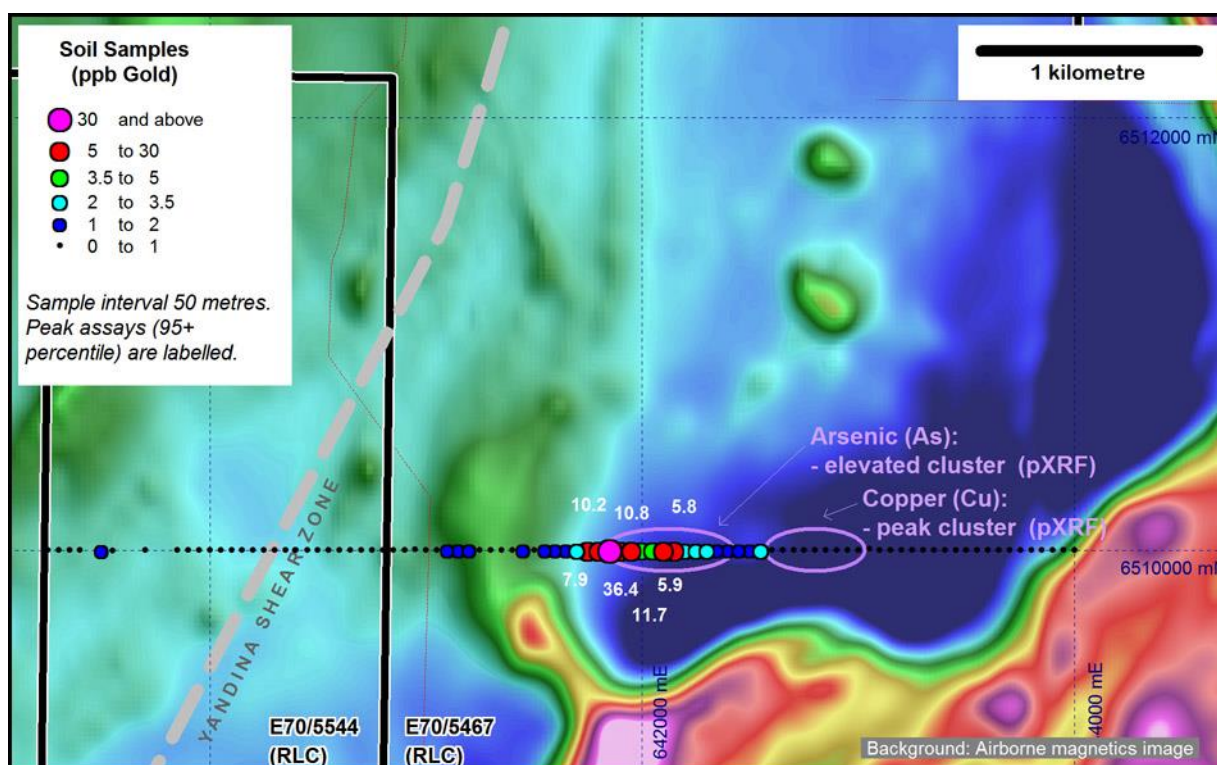 Soil Samples
(ppb Gold)
30 and above
5 to 30
3.5 to 5
2 to 3.5
1 to 2
0 to 1
Sample interval 50 metres.
Peak assays (95+
percentile) are labelled.
1 kilometre
6512000 mN
Arsenic (As):
- elevated cluster (pXRF)
Copper (Cu):
- peak cluster (pXRF)
10.2
10.8
5.8
7.9
36.4
5.9
11.7
6510000 mN
YANDINA SHEAR ZONE
642000 mE
4000 mE
E70/5544
(RLC)
E70/5467
(RLC)
Background: Airborne magnetics image